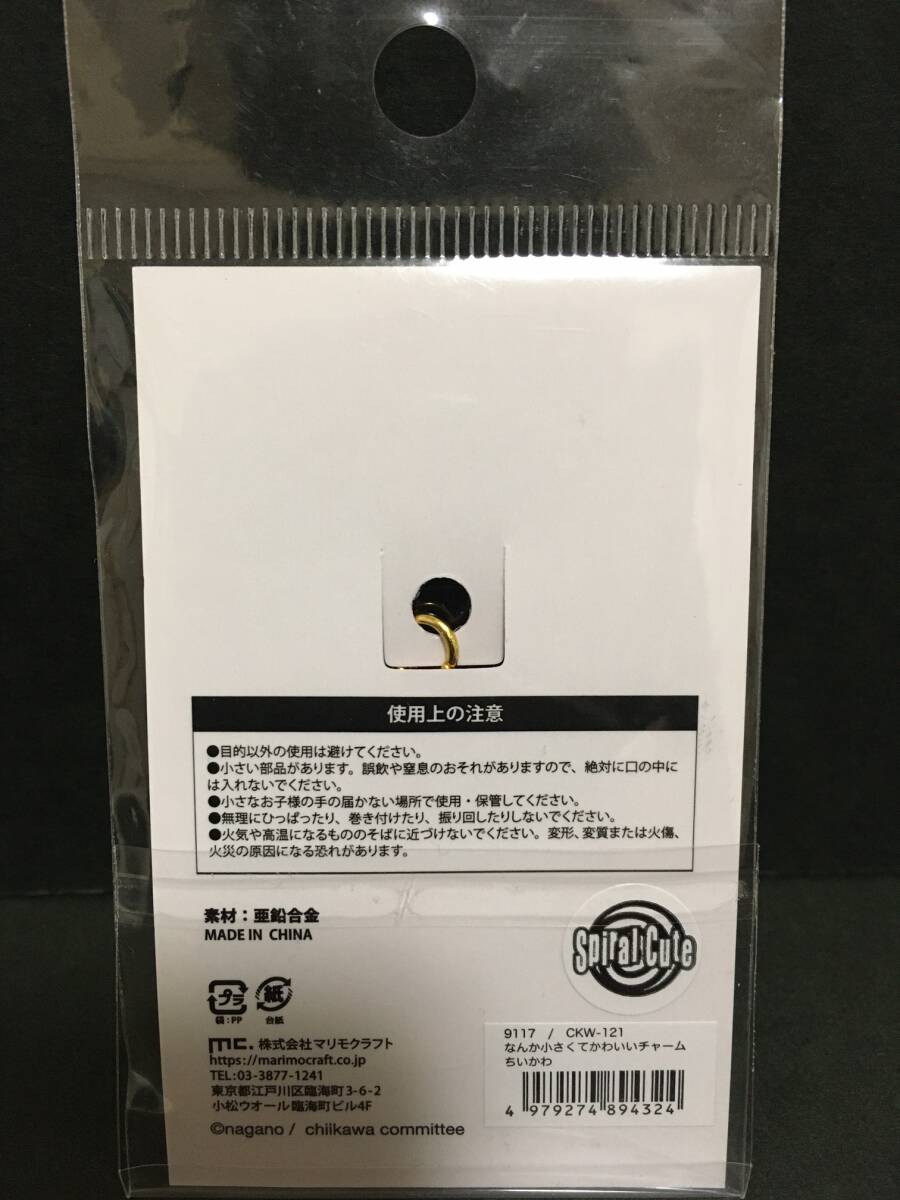 使用上の注意
●目的以外の使用は避けてください。
●小さい部品があります。誤飲や窒息のおそれがありますので、絶対に口の中に
は入れないでください。
●小さなお子様の手の届かない場所で使用・保管してください。
●無理にひっぱったり、巻き付けたり、振り回したりしないでください。
●火気や高温になるもののそばに近づけないでください。変形、変質または火傷、
火災の原因になる恐れがあります。
素材：亜鉛合金
MADE IN CHINA
Spiral Cute
プラ 紙
袋：PP 台紙
mc. 株式会社マリモクラフト
https://marimocraft.co.jp
TEL:03-3877-1241
東京都江戸川区臨海町3-6-2
小松ウオール臨海町ビル4F
©nagano / chiikawa committee
9117 / CKW-121
なんか小さくてかわいいチャーム
ちいかわ
4 979274 894324